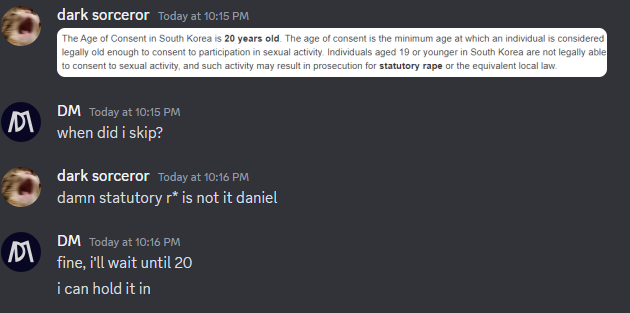 dark sorceror Today at 10:15 PM
The Age of Consent in South Korea is 20 years old. The age of consent is the minimum age at which an individual is considered
legally old enough to consent to participation in sexual activity. Individuals aged 19 or younger in South Korea are not legally able
to consent to sexual activity, and such activity may result in prosecution for statutory rape or the equivalent local law.
DM Today at 10:15 PM
when did i skip?
dark sorceror Today at 10:16 PM
damn statutory r* is not it daniel
DM Today at 10:16 PM
fine, i'll wait until 20
i can hold it in